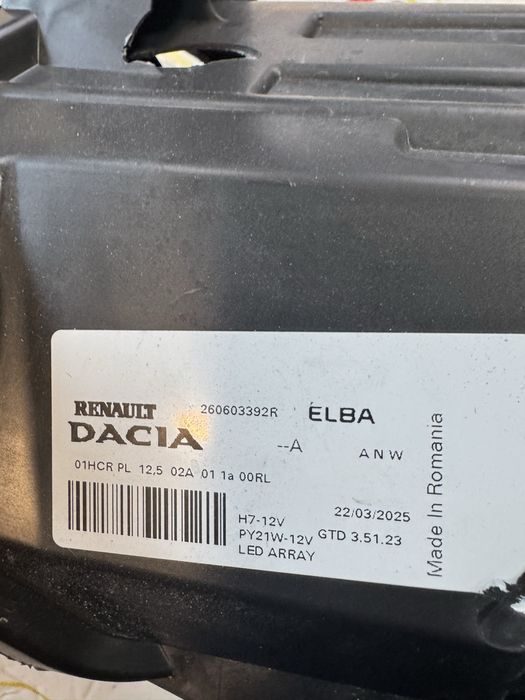 RENAULT 260603392R ELBA
DACIA --A ANW
01HCR PL 12,5 02A 01 1a 00RL
H7-12V 22/03/2025
PY21W-12V GTD 3.51.23
LED ARRAY
Made In Romania